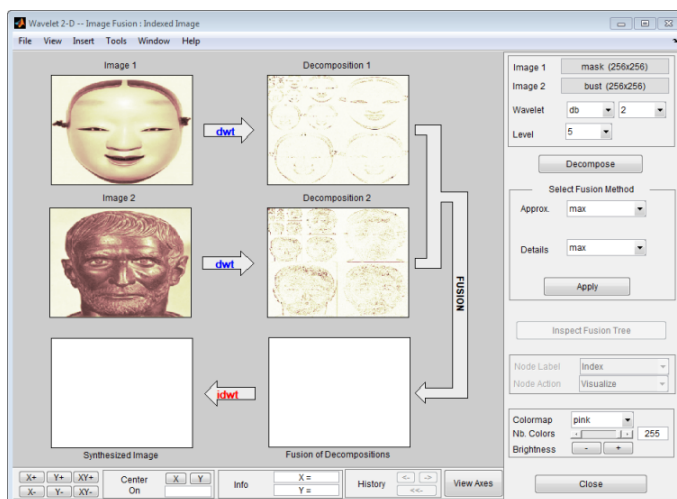 Wavelet 2-D -- Image Fusion : Indexed Image
File View Insert Tools Window Help
Image 1
Decomposition 1
dwt
Image 2
Decomposition 2
dwt
FUSION
idwt
Synthesized Image
Fusion of Decompositions
Image 1 mask (256x256)
Image 2 bust (256x256)
Wavelet db 2
Level 5
Decompose
Select Fusion Method
Approx. max
Details max
Apply
Inspect Fusion Tree
Node Label Index
Node Action Visualize
Colormap pink
Nb. Colors 255
Brightness - +
Close
X+ Y+ XY+
X- Y- XY-
Center
On
X Y
Info
X =
Y =
History
<- ->
<<-
View Axes